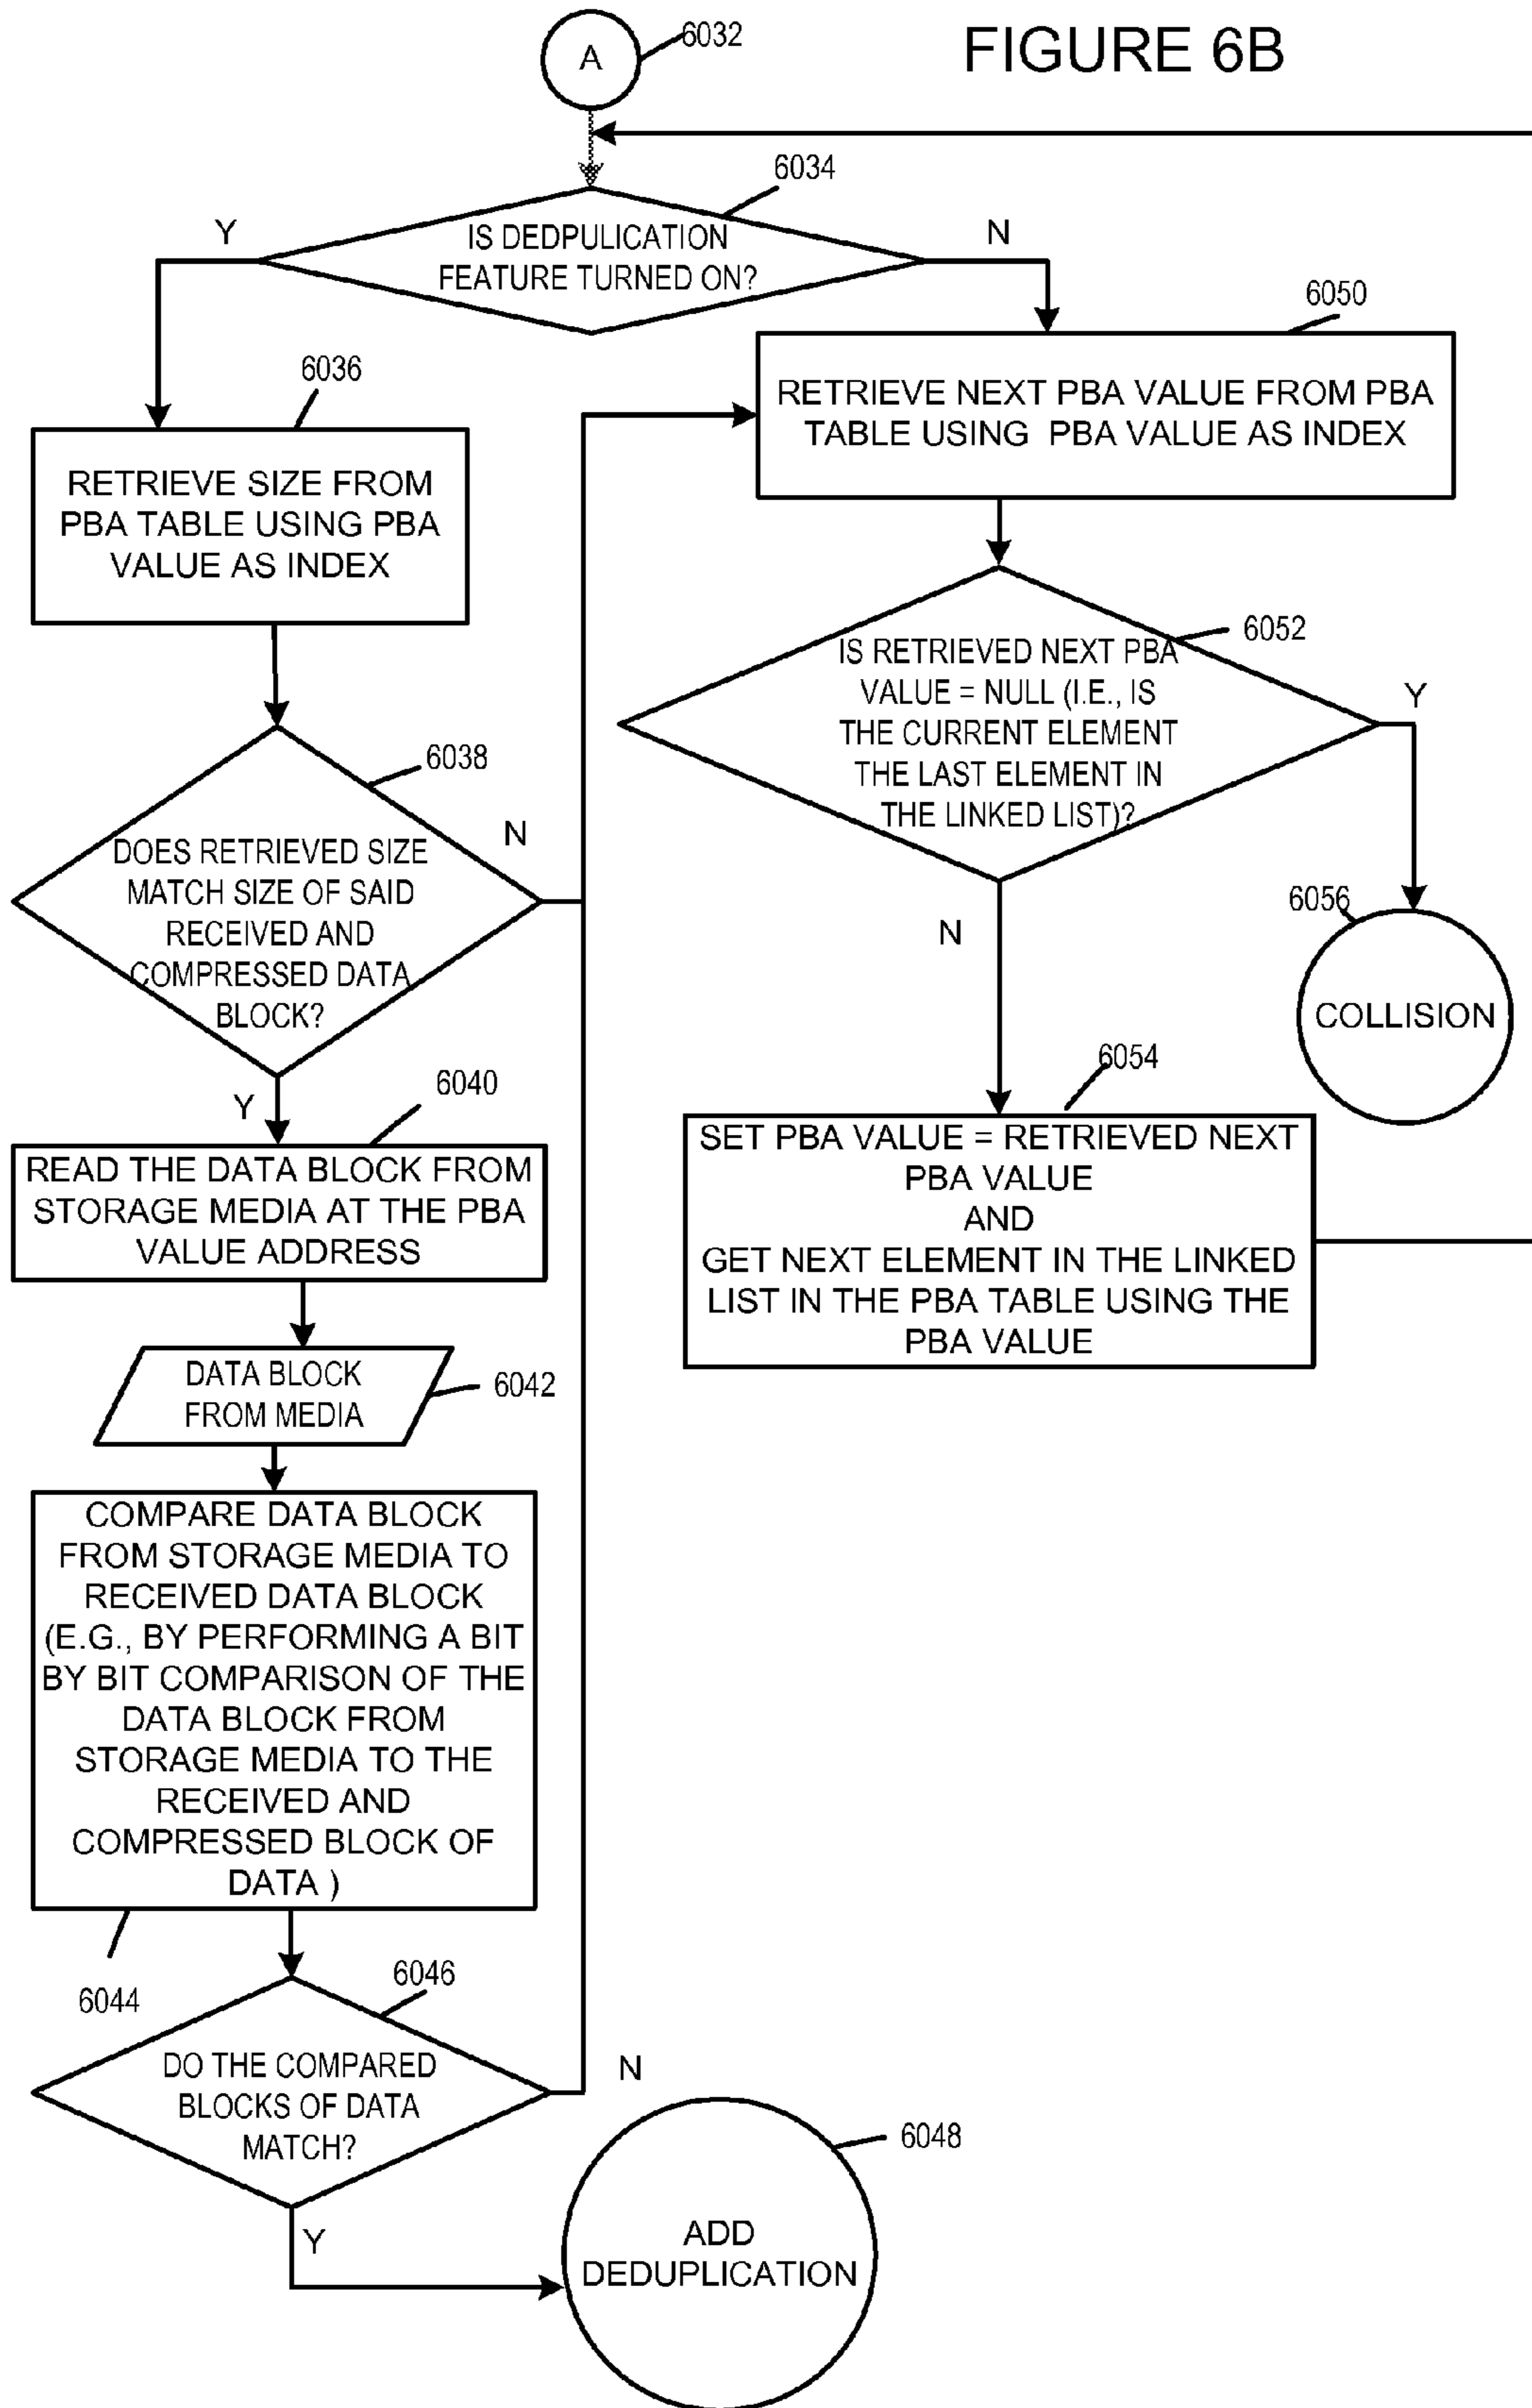 FIGURE 6B
A
6032
6034
Y
IS DEDPULICATION
FEATURE TURNED ON?
N
6036
RETRIEVE SIZE FROM
PBA TABLE USING PBA
VALUE AS INDEX
6050
RETRIEVE NEXT PBA VALUE FROM PBA
TABLE USING PBA VALUE AS INDEX
6038
DOES RETRIEVED SIZE
MATCH SIZE OF SAID
RECEIVED AND
COMPRESSED DATA
BLOCK?
N
Y
6052
IS RETRIEVED NEXT PBA
VALUE = NULL (I.E., IS
THE CURRENT ELEMENT
THE LAST ELEMENT IN
THE LINKED LIST)?
Y
N
6056
COLLISION
6054
SET PBA VALUE = RETRIEVED NEXT
PBA VALUE
AND
GET NEXT ELEMENT IN THE LINKED
LIST IN THE PBA TABLE USING THE
PBA VALUE
6040
READ THE DATA BLOCK FROM
STORAGE MEDIA AT THE PBA
VALUE ADDRESS
DATA BLOCK
FROM MEDIA
6042
COMPARE DATA BLOCK
FROM STORAGE MEDIA TO
RECEIVED DATA BLOCK
(E.G., BY PERFORMING A BIT
BY BIT COMPARISON OF THE
DATA BLOCK FROM
STORAGE MEDIA TO THE
RECEIVED AND
COMPRESSED BLOCK OF
DATA )
6044
6046
DO THE COMPARED
BLOCKS OF DATA
MATCH?
N
Y
6048
ADD
DEDUPLICATION